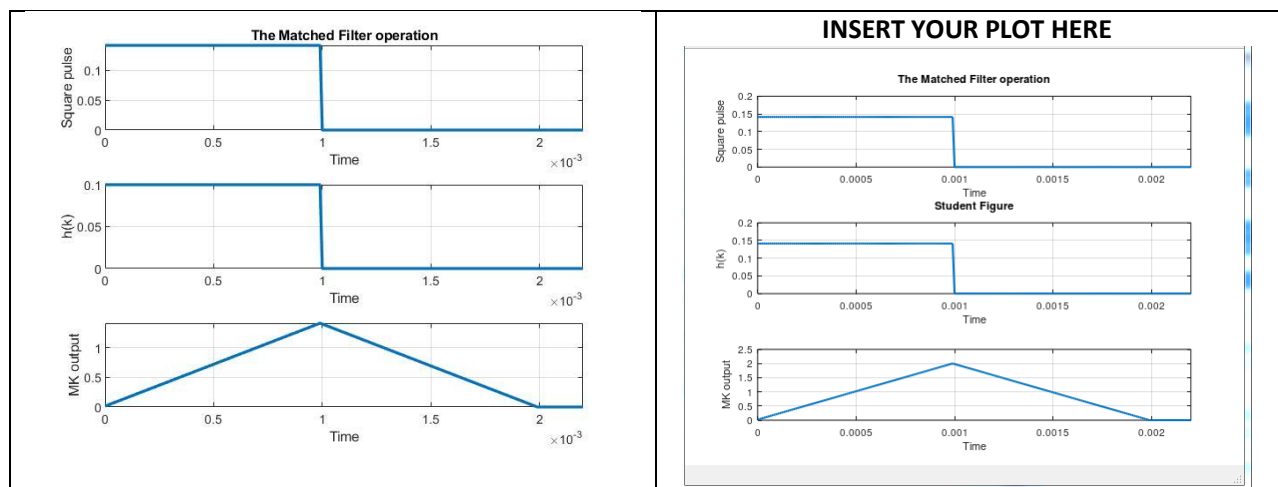 The Matched Filter operation
Square pulse
0.1
0.05
0
0 0.5 1 1.5 2
Time
×10⁻³
h(k)
0.1
0.05
0
0 0.5 1 1.5 2
Time
×10⁻³
MK output
1
0.5
0
0 0.5 1 1.5 2
Time
×10⁻³
INSERT YOUR PLOT HERE
The Matched Filter operation
Square pulse
0.2
0.15
0.1
0.05
0
0 0.0005 0.001 0.0015 0.002
Time
Student Figure
h(k)
0.2
0.15
0.1
0.05
0
0 0.0005 0.001 0.0015 0.002
Time
MK output
2.5
2
1.5
1
0.5
0
0 0.0005 0.001 0.0015 0.002
Time